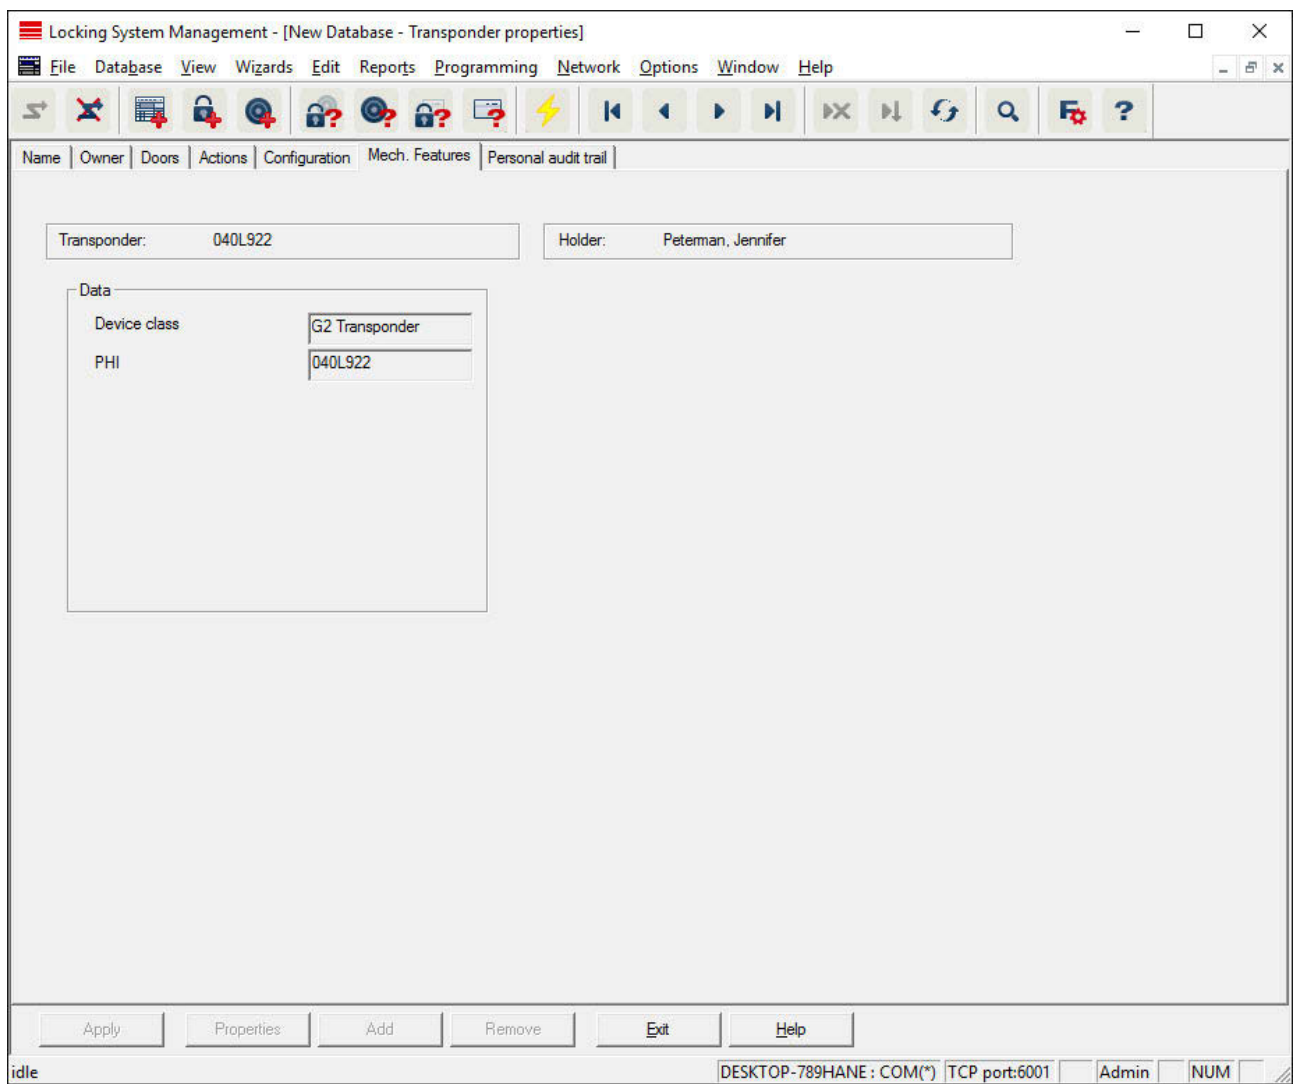 Locking System Management - [New Database - Transponder properties]
File Database View Wizards Edit Reports Programming Network Options Window Help
Name Owner Doors Actions Configuration Mech. Features Personal audit trail
Transponder: 040L922 Holder: Peterman, Jennifer
Data
Device class G2 Transponder
PHI 040L922
Apply Properties Add Remove Exit Help
idle DESKTOP-789HANE : COM(*) TCP port:6001 Admin NUM